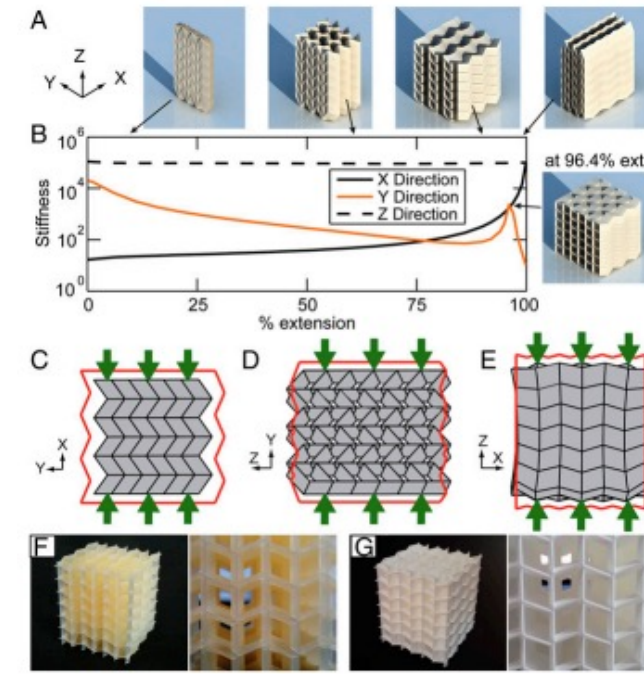 A
Z
Y X
B
10^6
10^4
10^2
10^0
Stiffness
X Direction
Y Direction
Z Direction
at 96.4% ext
0 25 50 75 100
% extension
C D E
X
Y
Y
Z
Z
X
F G